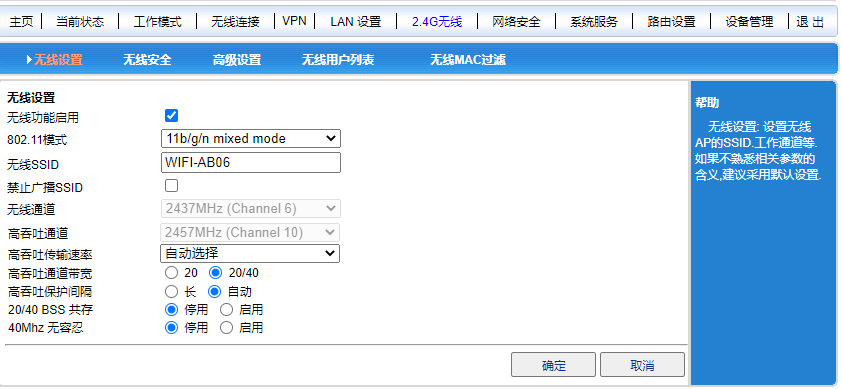 主页 当前状态 工作模式 无线连接 VPN LAN 设置 2.4G无线 网络安全 系统服务 路由设置 设备管理 退 出
无线设置 无线安全 高级设置 无线用户列表 无线MAC过滤
无线设置
无线功能启用
802.11模式 11b/g/n mixed mode
无线SSID WIFI-AB06
禁止广播SSID
无线通道 2437MHz (Channel 6)
高吞吐通道 2457MHz (Channel 10)
高吞吐传输速率 自动选择
高吞吐通道带宽 20 20/40
高吞吐保护间隔 长 自动
20/40 BSS 共存 停用 启用
40Mhz 无容忍 停用 启用
确定 取消
帮助
无线设置: 设置无线
AP的SSID.工作通道等.
如果不熟悉相关参数的
含义,建议采用默认设置.